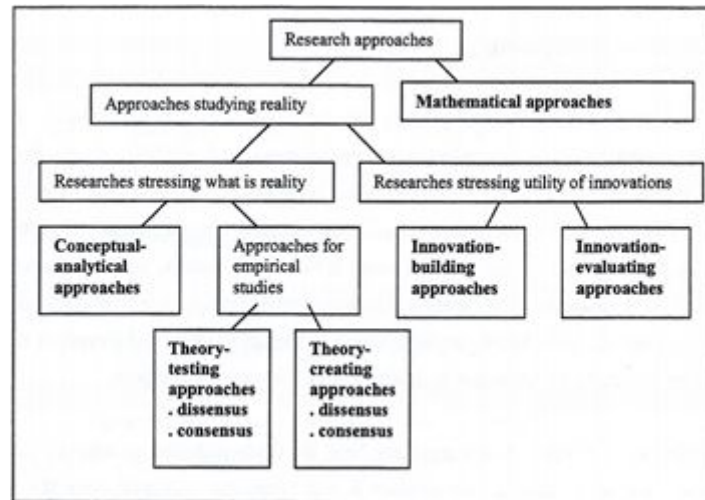 Research approaches
Approaches studying reality
Mathematical approaches
Researches stressing what is reality
Researches stressing utility of innovations
Conceptual-
analytical
approaches
Approaches for
empirical
studies
Innovation-
building
approaches
Innovation-
evaluating
approaches
Theory-
testing
approaches
. dissensus
. consensus
Theory-
creating
approaches
. dissensus
. consensus